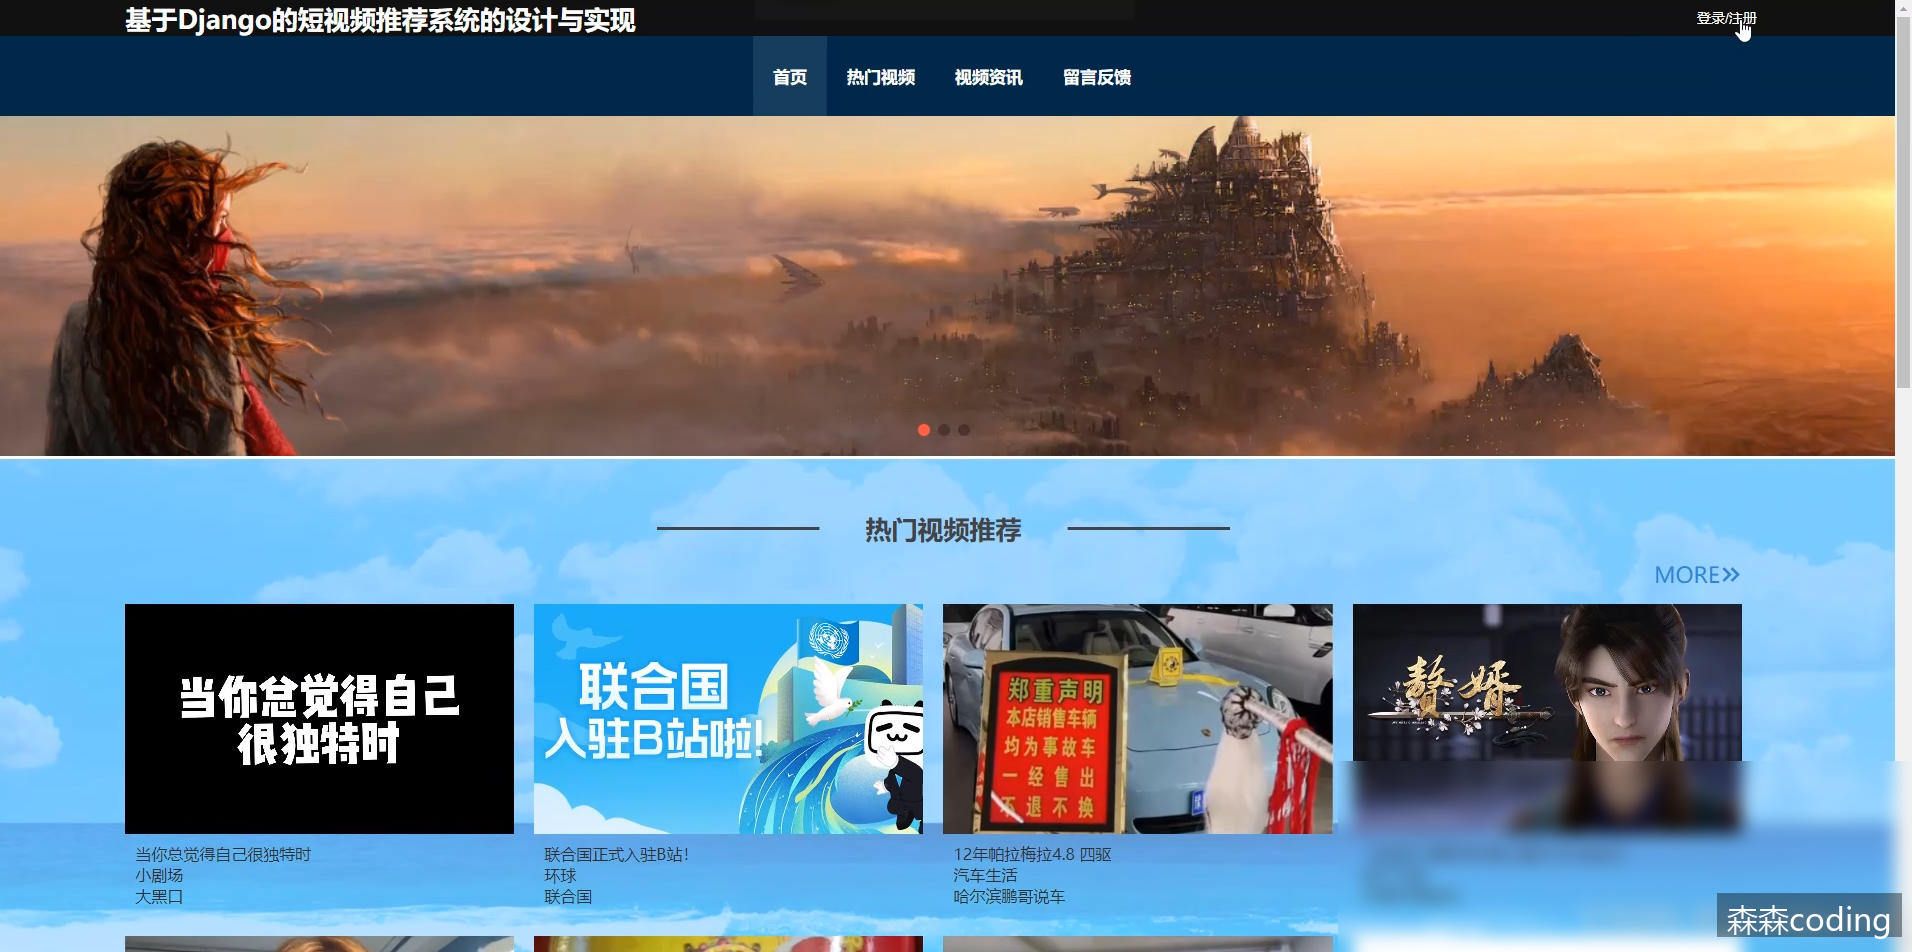 基于Django的短视频推荐系统的设计与实现
登录/注册
首页
热门视频
视频资讯
留言反馈
热门视频推荐
MORE
当你总觉得自己
很独特时
联合国
入驻B站啦!
郑重声明
本店销售车辆
均为事故车
一经售出
不退不换
赘婿
当你总觉得自己很独特时
小剧场
大黑口
联合国正式入驻B站！
环球
联合国
12年帕拉梅拉4.8 四驱
汽车生活
哈尔滨鹏哥说车
森森coding